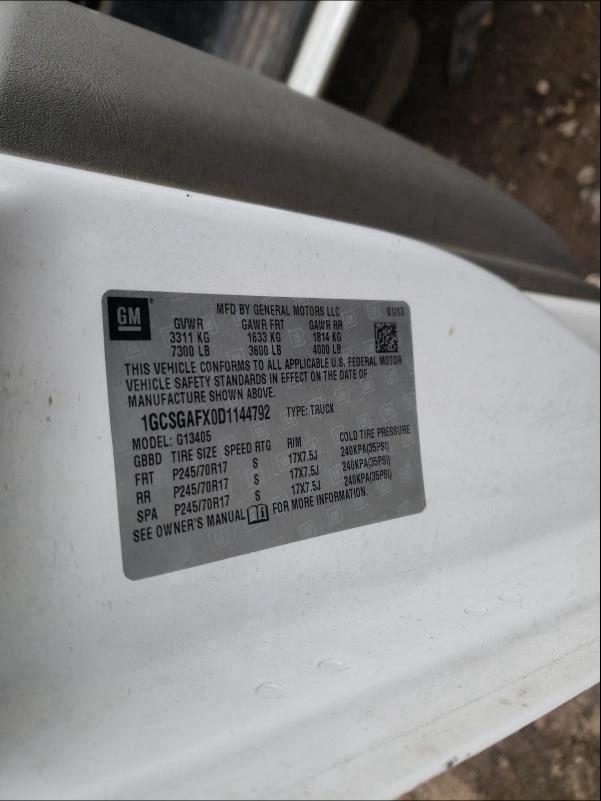 GM
MFD BY GENERAL MOTORS LLC 01/13
GVWR GAWR FRT GAWR RR
3311 KG 1633 KG 1814 KG
7300 LB 3600 LB 4000 LB
THIS VEHICLE CONFORMS TO ALL APPLICABLE U.S. FEDERAL MOTOR
VEHICLE SAFETY STANDARDS IN EFFECT ON THE DATE OF
MANUFACTURE SHOWN ABOVE.
1GCSGAFX0D1144792 TYPE: TRUCK
MODEL: G13405
GBBD TIRE SIZE SPEED RTG RIM COLD TIRE PRESSURE
FRT P245/70R17 S 17X7.5J 240KPA(35PSI)
RR P245/70R17 S 17X7.5J 240KPA(35PSI)
SPA P245/70R17 S 17X7.5J 240KPA(35PSI)
SEE OWNER'S MANUAL FOR MORE INFORMATION.